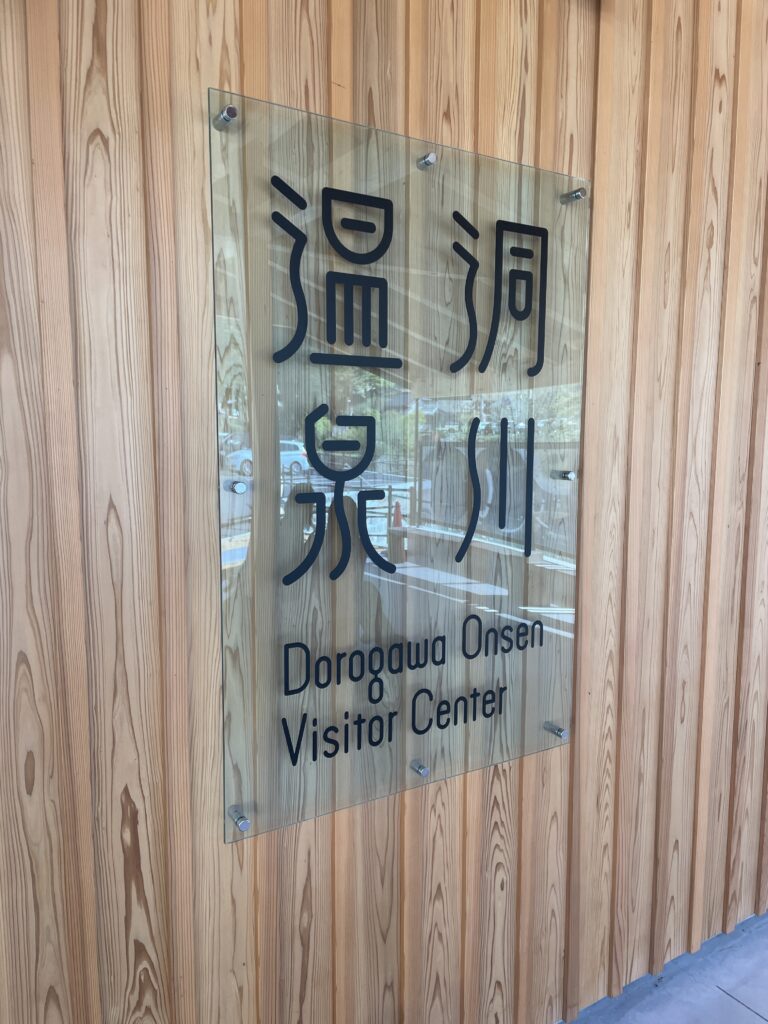 洞川
温泉
Dorogawa Onsen
Visitor Center